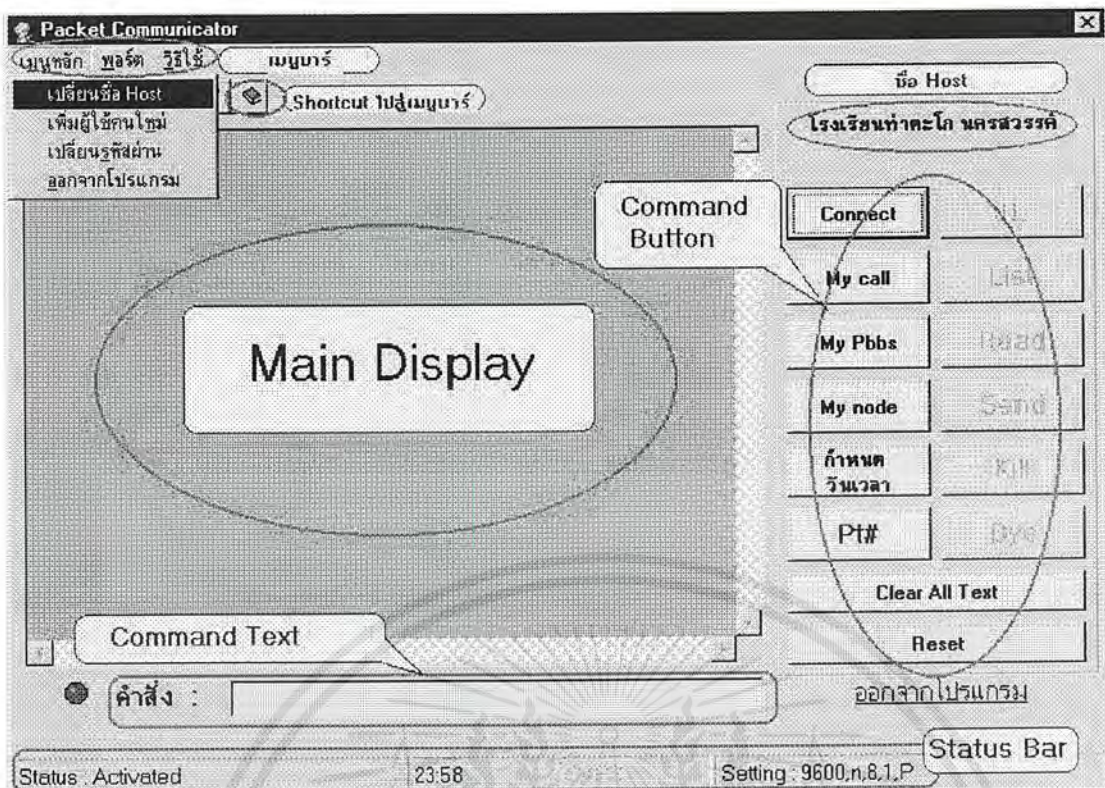 Packet Communicator
เมนูหลัก พอร์ต วิธีใช้ เมนูบาร์
เปลี่ยนชื่อ Host
เพิ่มผู้ใช้คนใหม่
เปลี่ยนรหัสผ่าน
ออกจากโปรแกรม
Shortcut ไปสู่เมนูบาร์
ชื่อ Host
โรงเรียนท่าตะโก นครสวรรค์
Command
Button
Connect
My call List
My Pbbs Read
My node Send
กำหนด
วันเวลา
Kill
Pt# Bye
Clear All Text
Reset
Main Display
Command Text
คำสั่ง :
ออกจากโปรแกรม
Status Bar
Status : Activated 23:58 Setting : 9600,n,8,1,P